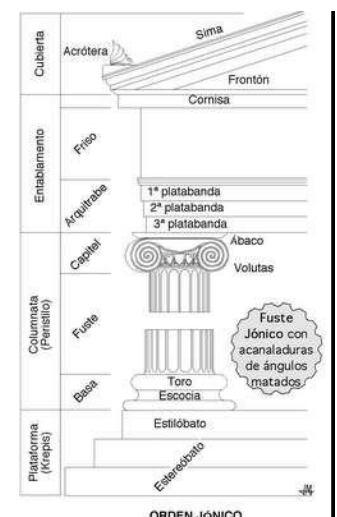 Cubierta
Acrótera
Sima
Frontón
Cornisa
Entablamento
Friso
Arquitrabe
1ª platabanda
2ª platabanda
3ª platabanda
Capitel
Ábaco
Volutas
Columnata
(Peristilo)
Fuste
Fuste
Jónico con
acanaladuras
de ángulos
matados
Basa
Toro
Escocia
Plataforma
(Krepis)
Estilóbato
Estereóbato
ORDEN JÓNICO